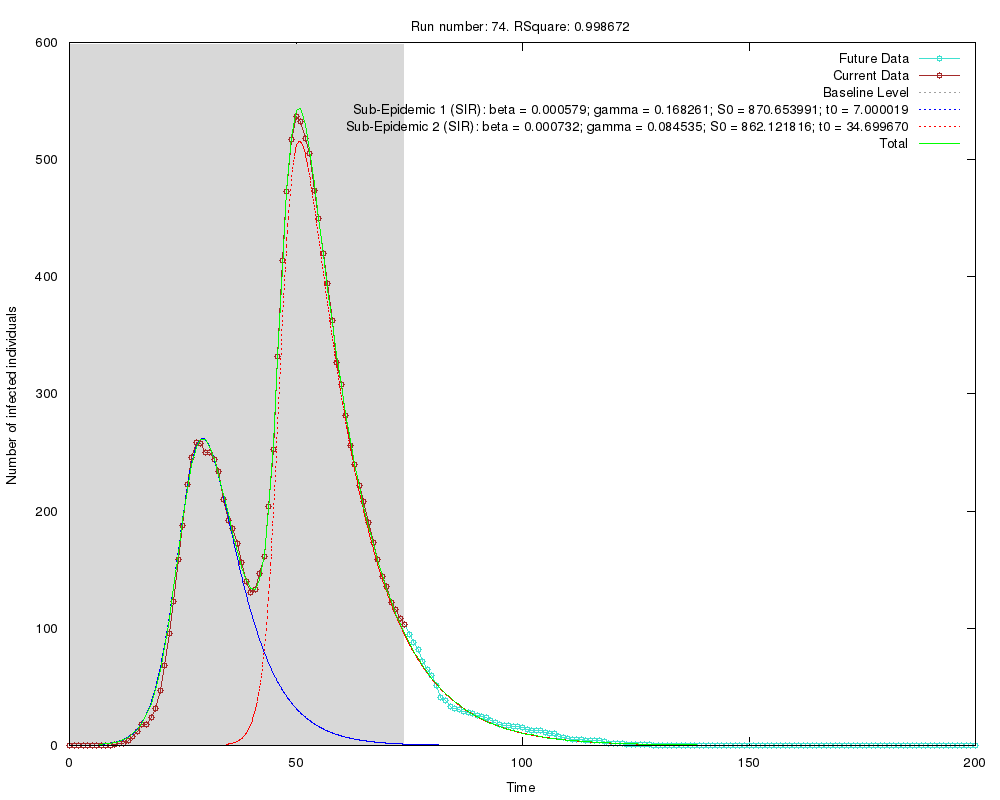 Run number: 74. RSquare: 0.998672
600
500
400
300
200
100
0
Number of infected individuals
Future Data
Current Data
Baseline Level
Sub-Epidemic 1 (SIR): beta = 0.000579; gamma = 0.168261; S0 = 870.653991; t0 = 7.000019
Sub-Epidemic 2 (SIR): beta = 0.000732; gamma = 0.084535; S0 = 862.121816; t0 = 34.699670
Total
0
50
100
150
200
Time